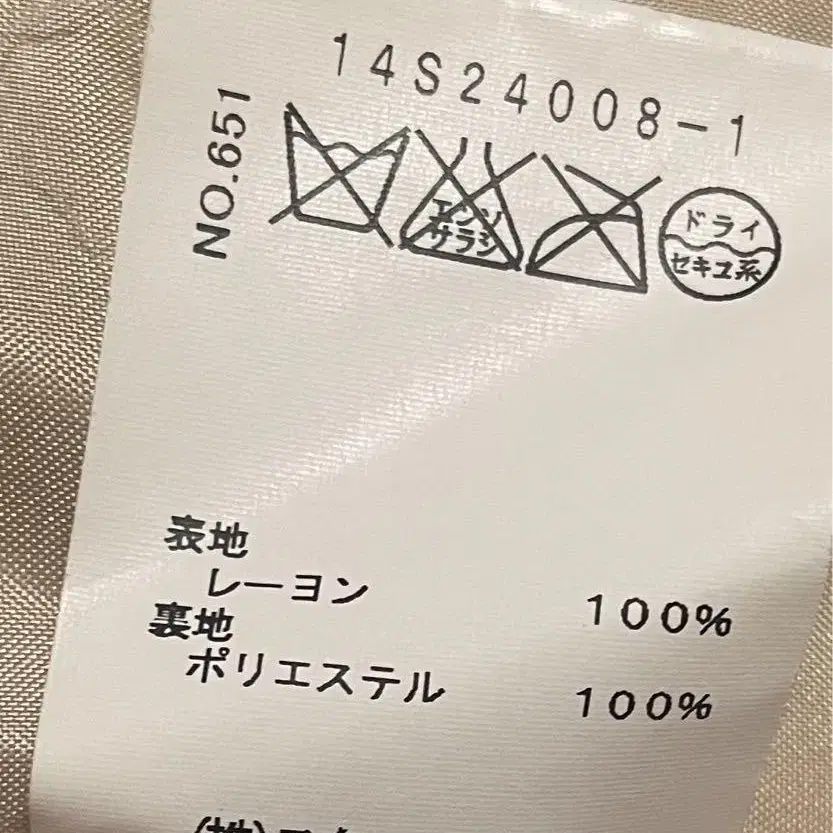 14S24008-1
NO.651
エンソ
サラシ
ドライ
セキユ系
表地
レーヨン 100%
裏地
ポリエステル 100%